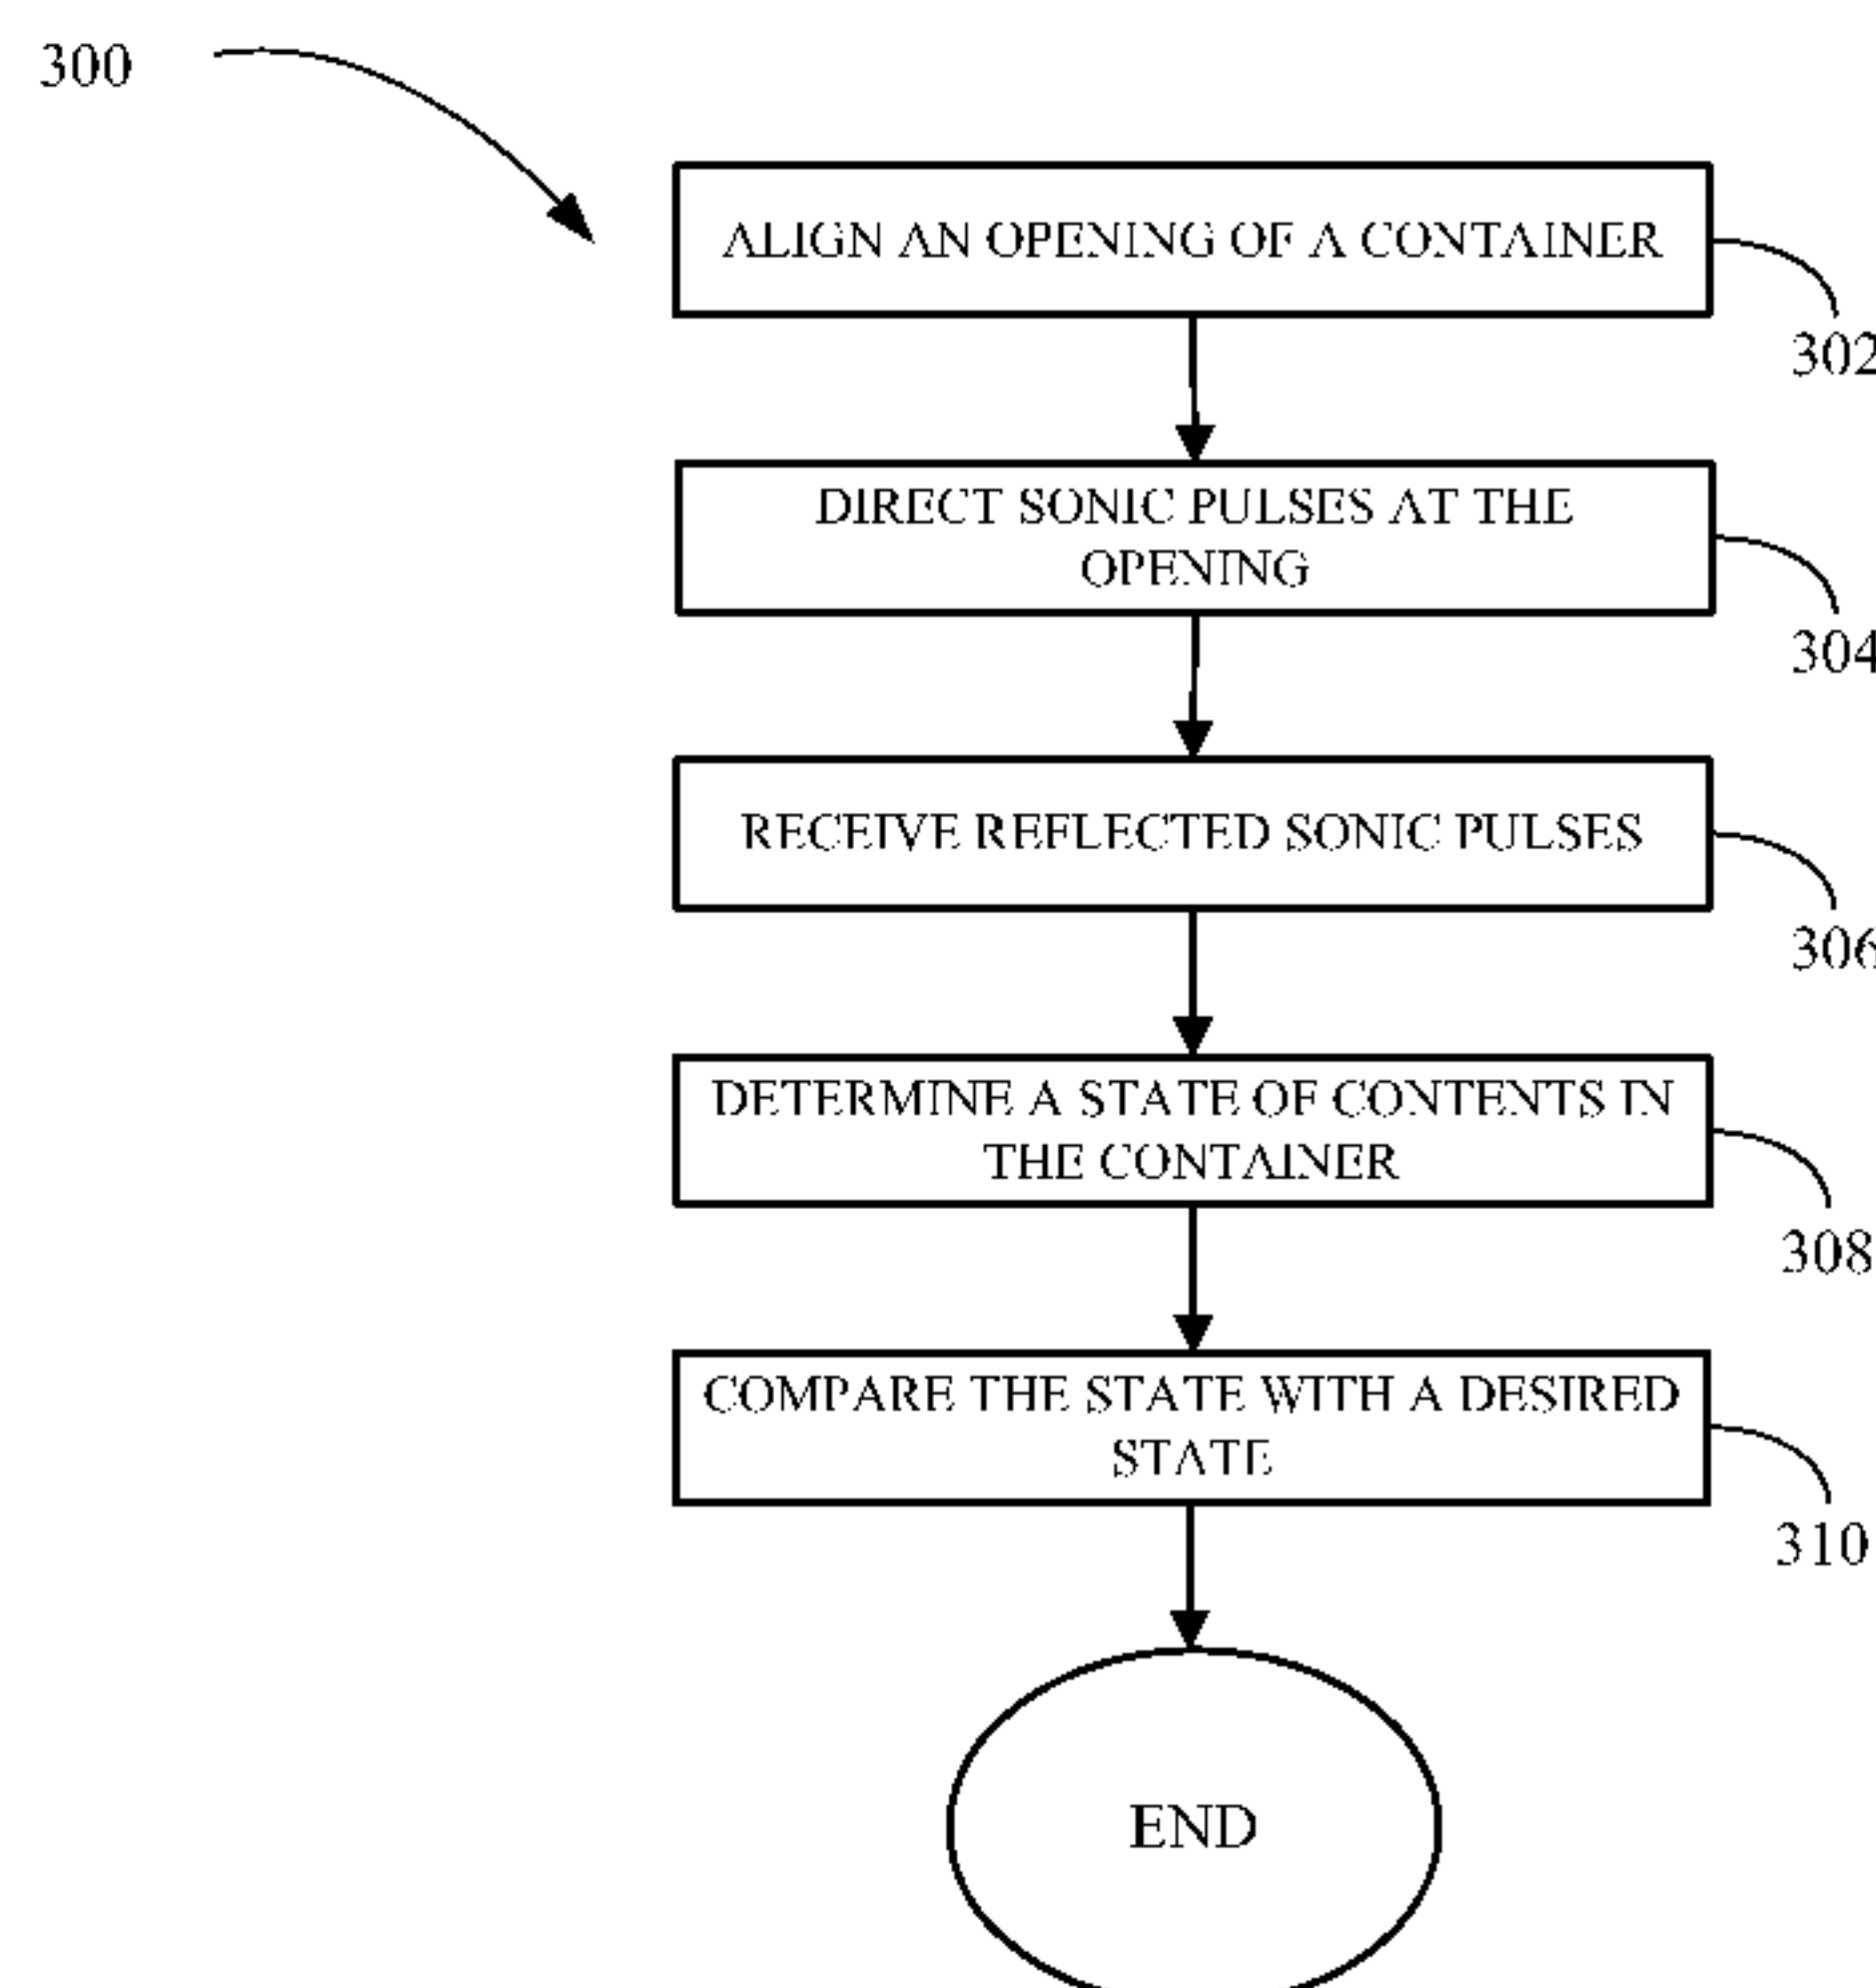 300
ALIGN AN OPENING OF A CONTAINER
302
DIRECT SONIC PULSES AT THE
OPENING
304
RECEIVE REFLECTED SONIC PULSES
306
DETERMINE A STATE OF CONTENTS IN
THE CONTAINER
308
COMPARE THE STATE WITH A DESIRED
STATE
310
END